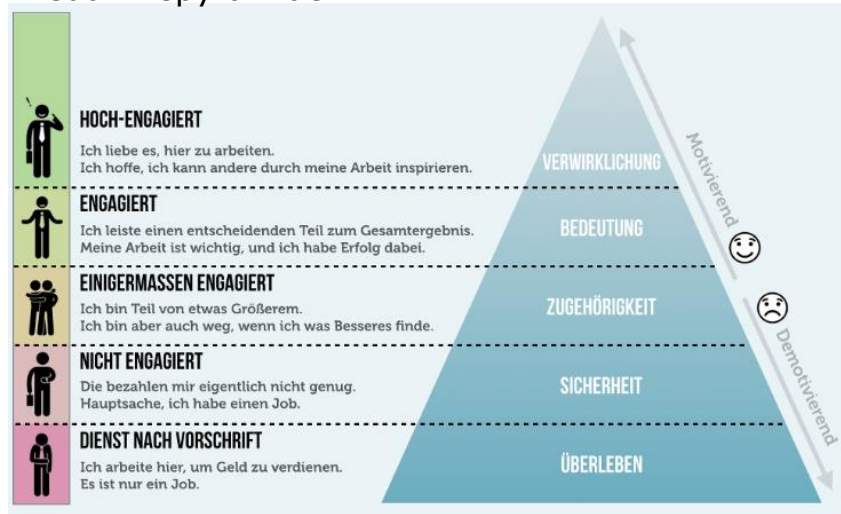 HOCH-ENGAGIERT
Ich liebe es, hier zu arbeiten.
Ich hoffe, ich kann andere durch meine Arbeit inspirieren.
VERWIRKLICHUNG
ENGAGIERT
Ich leiste einen entscheidenden Teil zum Gesamtergebnis.
Meine Arbeit ist wichtig, und ich habe Erfolg dabei.
BEDEUTUNG
EINIGERMASSEN ENGAGIERT
Ich bin Teil von etwas Größerem.
Ich bin aber auch weg, wenn ich was Besseres finde.
ZUGEHÖRIGKEIT
NICHT ENGAGIERT
Die bezahlen mir eigentlich nicht genug.
Hauptsache, ich habe einen Job.
SICHERHEIT
DIENST NACH VORSCHRIFT
Ich arbeite hier, um Geld zu verdienen.
Es ist nur ein Job.
ÜBERLEBEN
Motivierend
Demotivierend